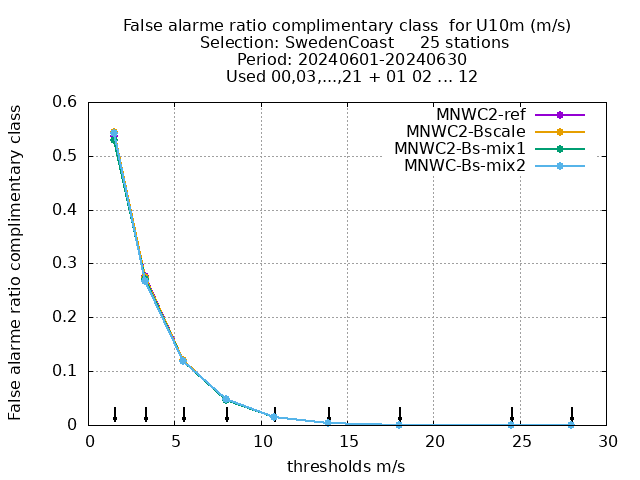 False alarme ratio complimentary class  for U10m (m/s)
Selection: SwedenCoast     25 stations
Period: 20240601-20240630
Used 00,03,...,21 + 01 02 ... 12
False alarme ratio complimentary class
0.6
0.5
0.4
0.3
0.2
0.1
0
MNWC2-ref
MNWC2-Bscale
MNWC2-Bs-mix1
MNWC-Bs-mix2
0 5 10 15 20 25 30
thresholds m/s